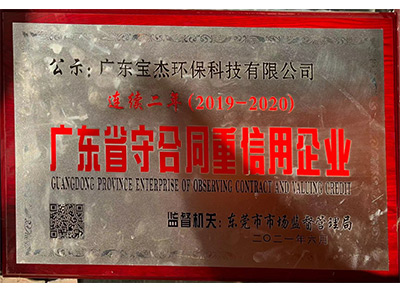 公示：广东宝杰环保科技有限公司
连续二年(2019-2020)
广东省守合同重信用企业
GUANGDONG PROVINCE ENTERPRISE OF OBSERVING CONTRACT AND VALUING CREDIT
监督机关：东莞市市场监督管理局
二〇二一年六月